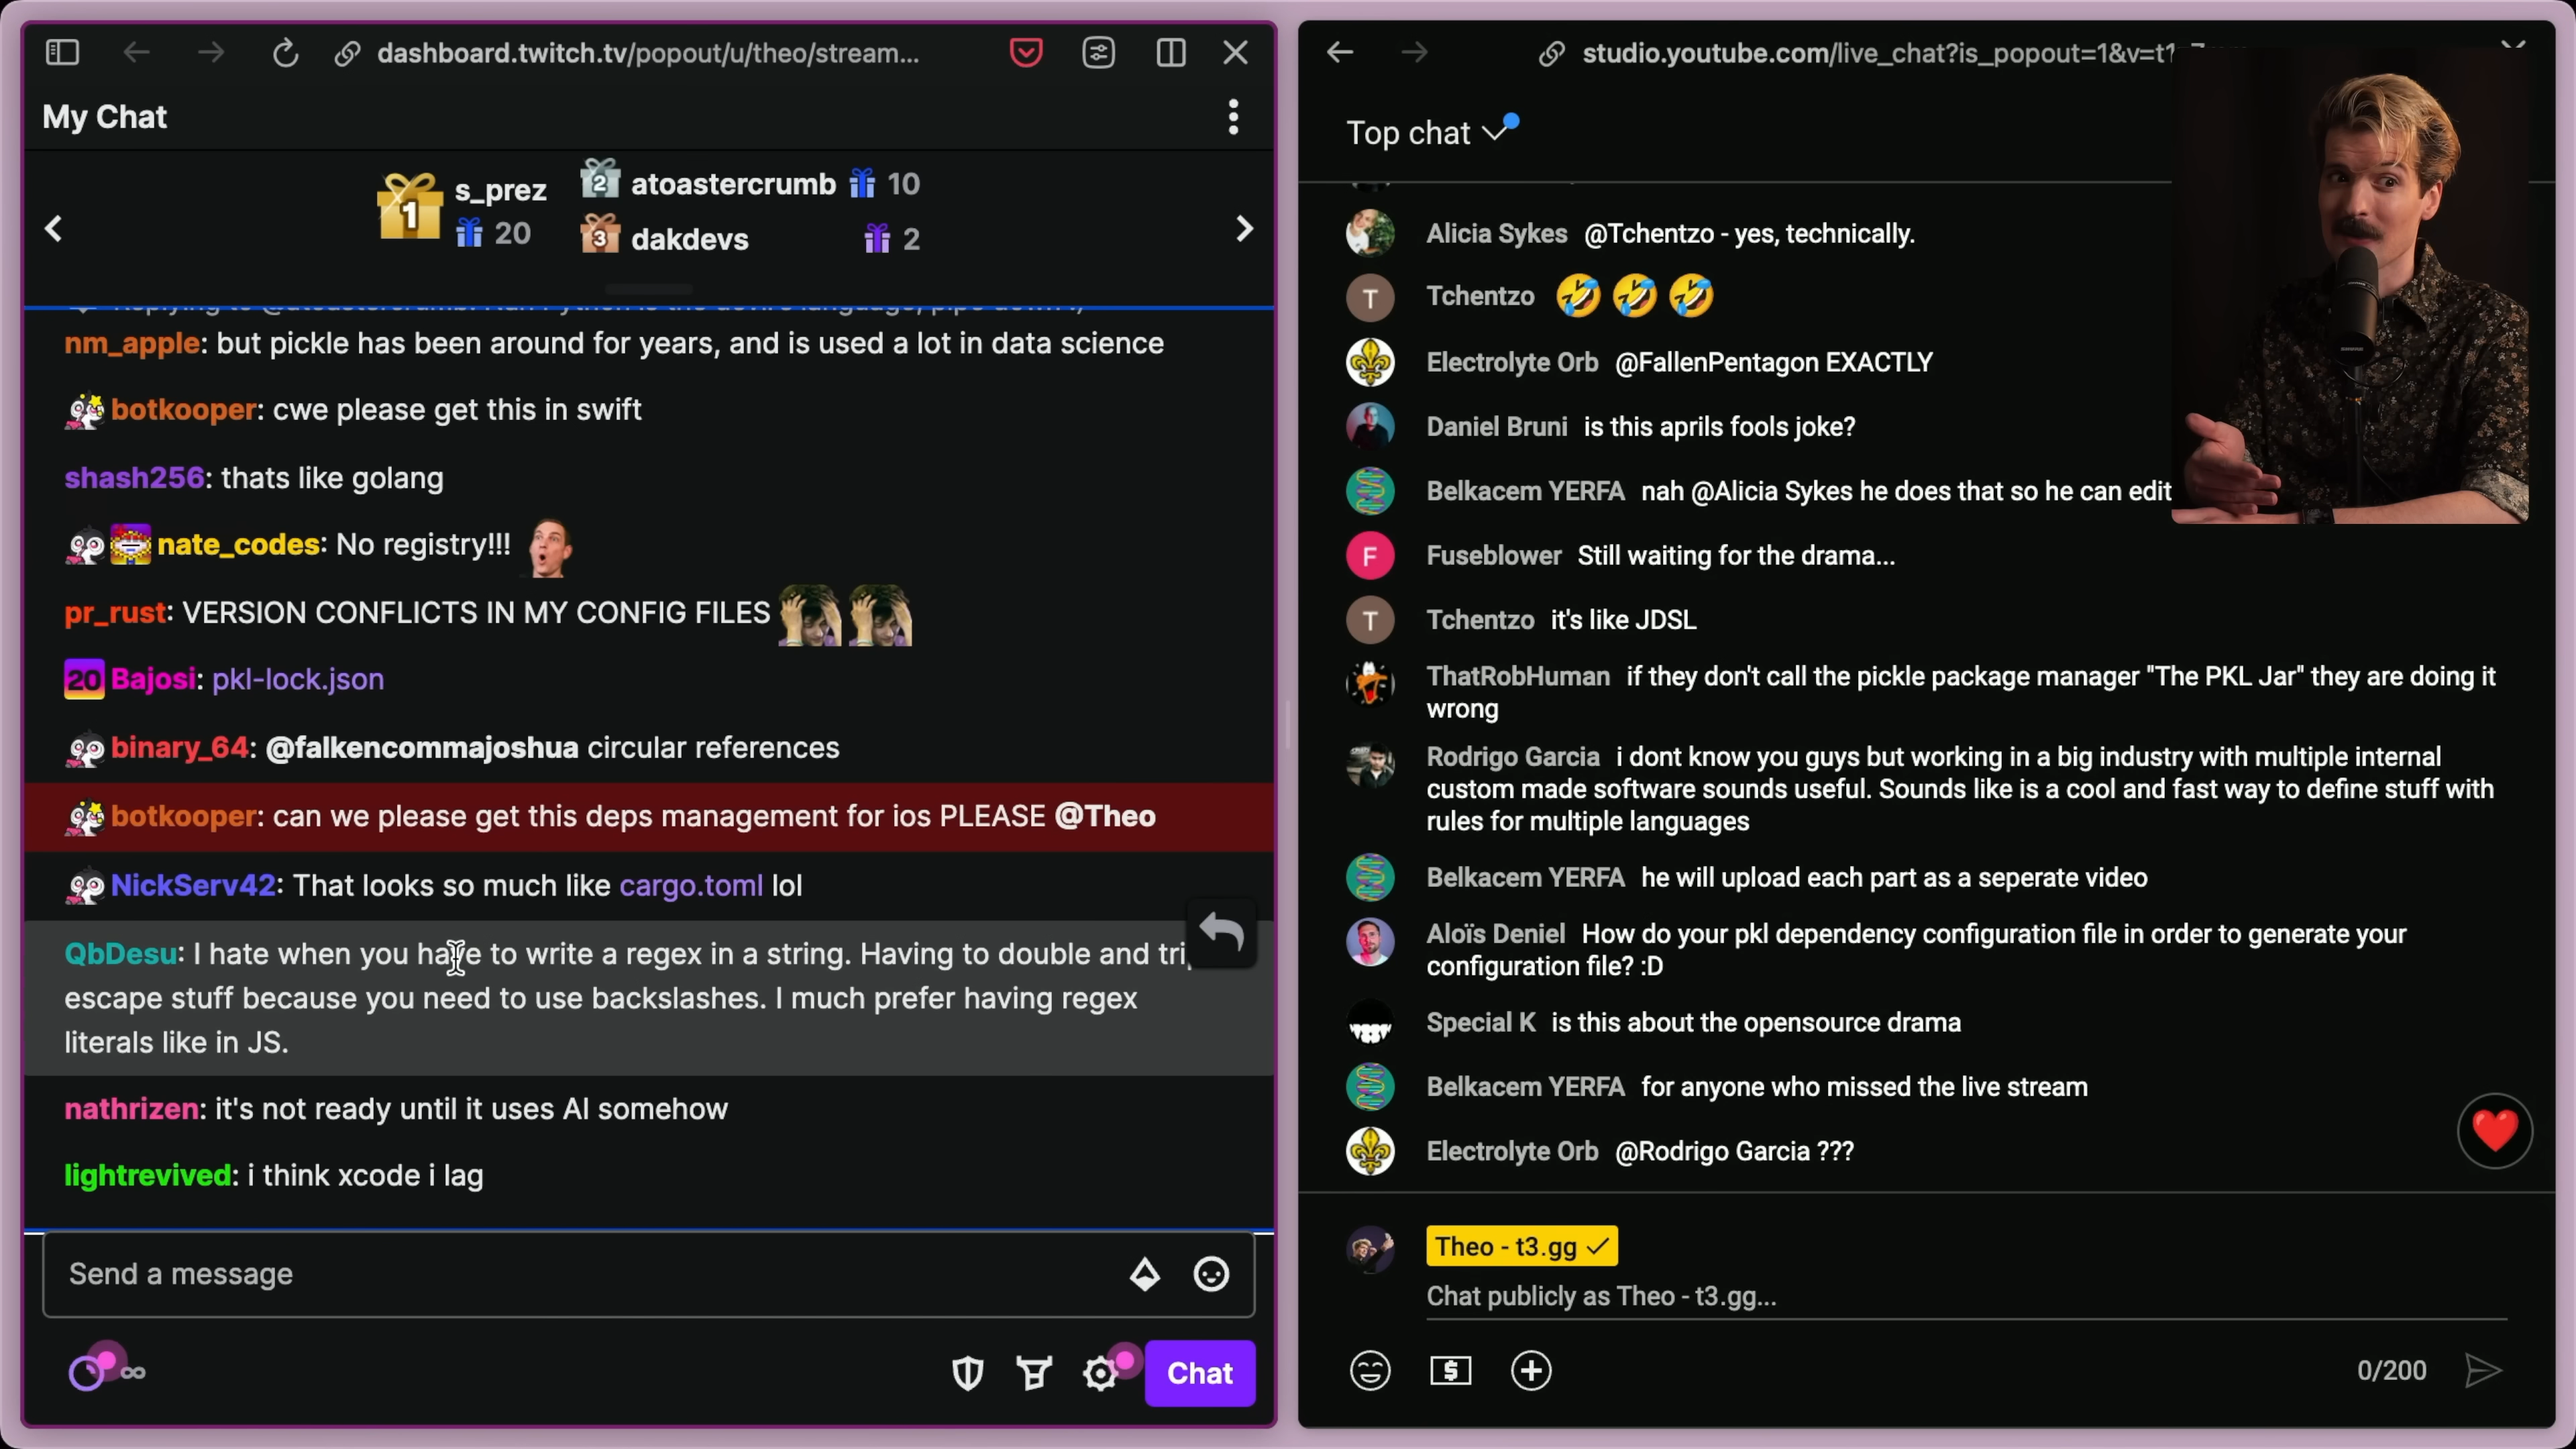 dashboard.twitch.tv/popout/u/theo/stream...
My Chat
1
s_prez
20
2
atoastercrumb
10
3
dakdevs
2
nm_apple: but pickle has been around for years, and is used a lot in data science
botkooper: cwe please get this in swift
shash256: thats like golang
nate_codes: No registry!!!
pr_rust: VERSION CONFLICTS IN MY CONFIG FILES
20 Bajosi: pkl-lock.json
binary_64: @falkencommajoshua circular references
botkooper: can we please get this deps management for ios PLEASE @Theo
NickServ42: That looks so much like cargo.toml lol
QbDesu: I hate when you have to write a regex in a string. Having to double and
escape stuff because you need to use backslashes. I much prefer having regex
literals like in JS.
nathrizen: it's not ready until it uses AI somehow
lightrevived: i think xcode i lag
Send a message
Chat
studio.youtube.com/live_chat?is_popout=1&v=
Top chat
Alicia Sykes @Tchentzo - yes, technically.
T Tchentzo
Electrolyte Orb @FallenPentagon EXACTLY
Daniel Bruni is this aprils fools joke?
Belkacem YERFA nah @Alicia Sykes he does that so he can edit
F Fuseblower Still waiting for the drama...
T Tchentzo it's like JDSL
ThatRobHuman if they don't call the pickle package manager "The PKL Jar" they are doing it
wrong
Rodrigo Garcia i dont know you guys but working in a big industry with multiple internal
custom made software sounds useful. Sounds like is a cool and fast way to define stuff with
rules for multiple languages
Belkacem YERFA he will upload each part as a seperate video
Aloïs Deniel How do your pkl dependency configuration file in order to generate your
configuration file? :D
Special K is this about the opensource drama
Belkacem YERFA for anyone who missed the live stream
Electrolyte Orb @Rodrigo Garcia ???
Theo - t3.gg
Chat publicly as Theo - t3.gg...
0/200